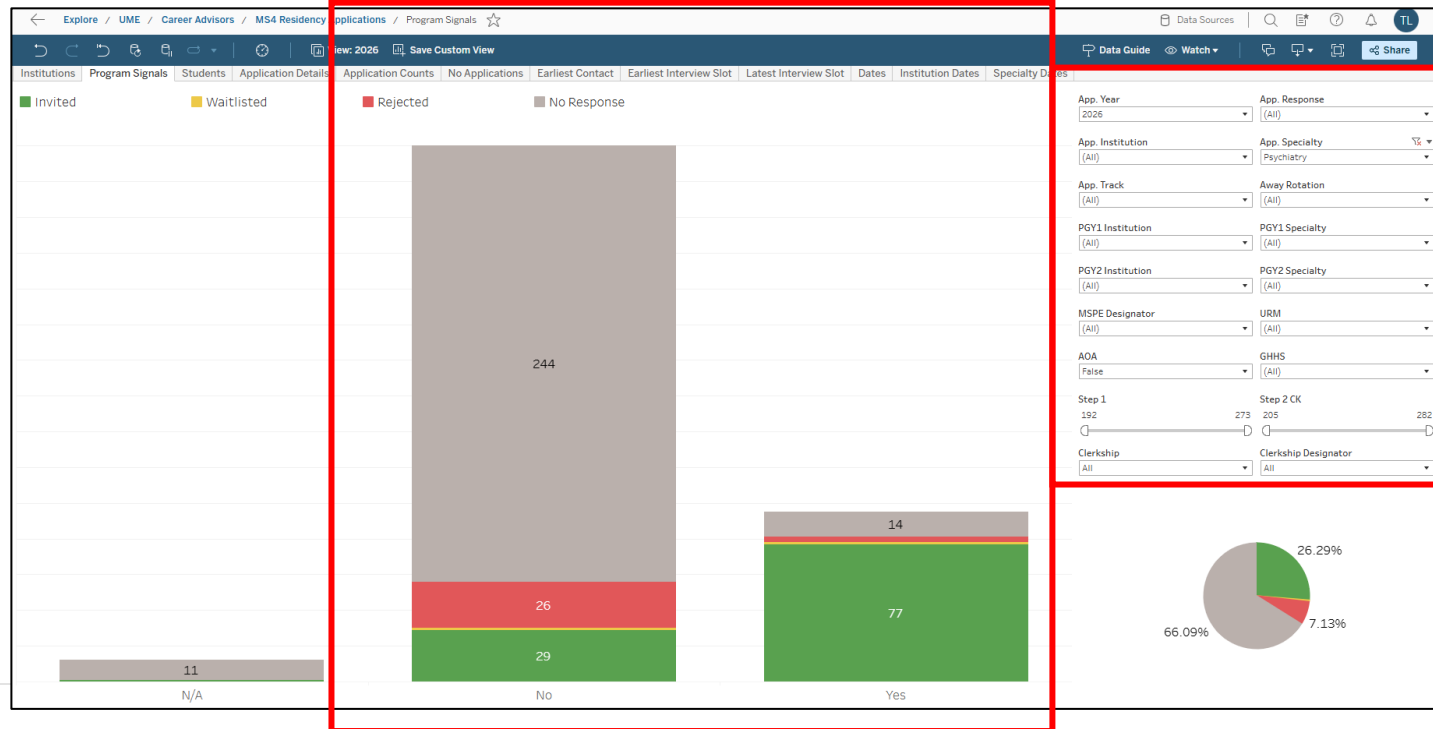 Explore / UME / Career Advisors / MS4 Residency Applications / Program Signals
Data Sources
TL
View: 2026 Save Custom View
Data Guide Watch Share
Institutions Program Signals Students Application Details Application Counts No Applications Earliest Contact Earliest Interview Slot Latest Interview Slot Dates Institution Dates Specialty Dates
Invited Waitlisted Rejected No Response
App. Year App. Response
2026 (All)
App. Institution App. Specialty
(All) Psychiatry
App. Track Away Rotation
(All) (All)
PGY1 Institution PGY1 Specialty
(All) (All)
PGY2 Institution PGY2 Specialty
(All) (All)
MSPE Designator URM
(All) (All)
AOA GHHS
False (All)
Step 1 Step 2 CK
192 273 205 282
Clerkship Clerkship Designator
All All
244
26
29
14
77
11
N/A No Yes
26.29%
7.13%
66.09%